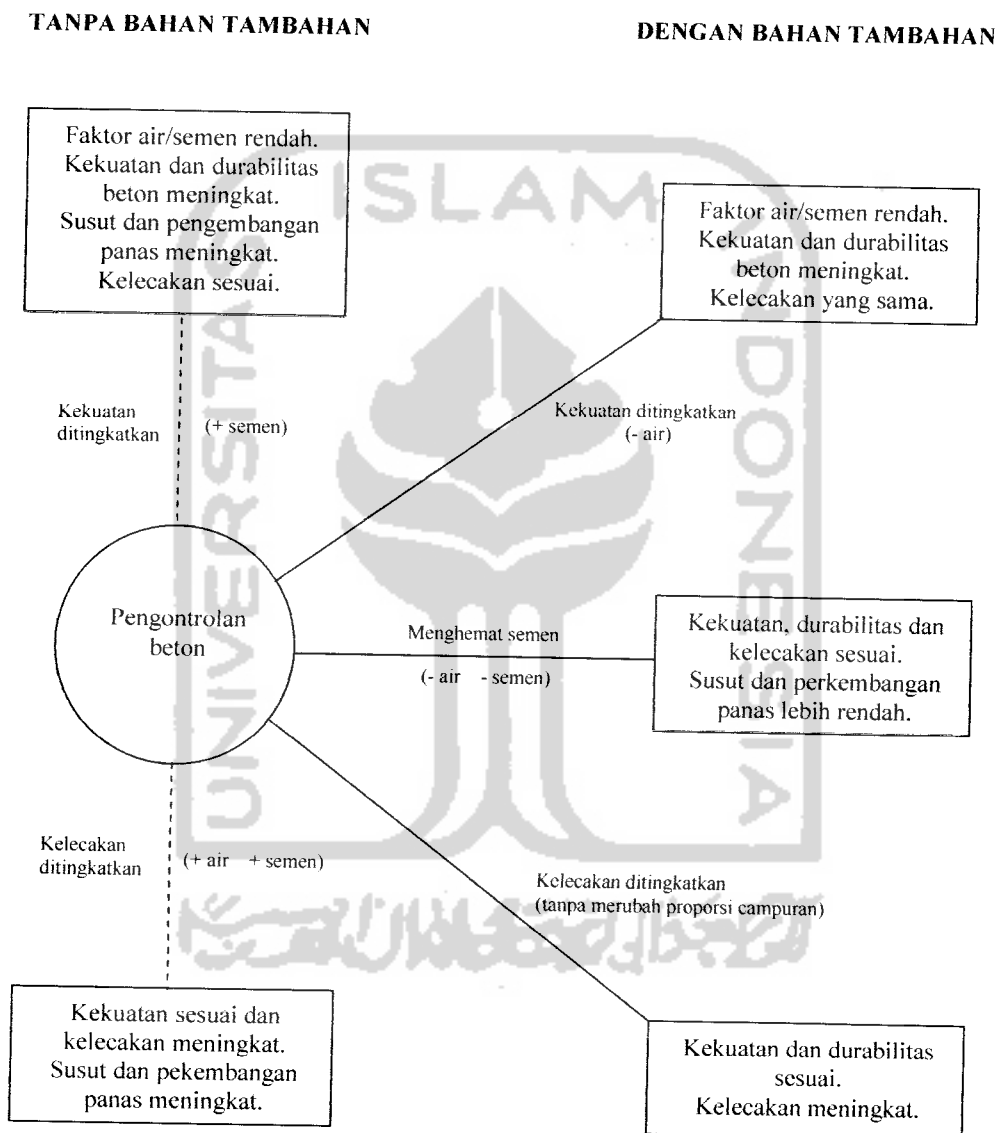 TANPA BAHAN TAMBAHAN
DENGAN BAHAN TAMBAHAN
Faktor air/semen rendah.
Kekuatan dan durabilitas
beton meningkat.
Susut dan pengembangan
panas meningkat.
Kelecakan sesuai.
Faktor air/semen rendah.
Kekuatan dan durabilitas
beton meningkat.
Kelecakan yang sama.
Kekuatan
ditingkatkan
(+ semen)
Kekuatan ditingkatkan
(- air)
Pengontrolan
beton
Menghemat semen
(- air - semen)
Kekuatan, durabilitas dan
kelecakan sesuai.
Susut dan perkembangan
panas lebih rendah.
Kelecakan
ditingkatkan
(+ air + semen)
Kelecakan ditingkatkan
(tanpa merubah proporsi campuran)
Kekuatan sesuai dan
kelecakan meningkat.
Susut dan pekembangan
panas meningkat.
Kekuatan dan durabilitas
sesuai.
Kelecakan meningkat.
UNIVERSITAS
ISLAM
INDONESIA